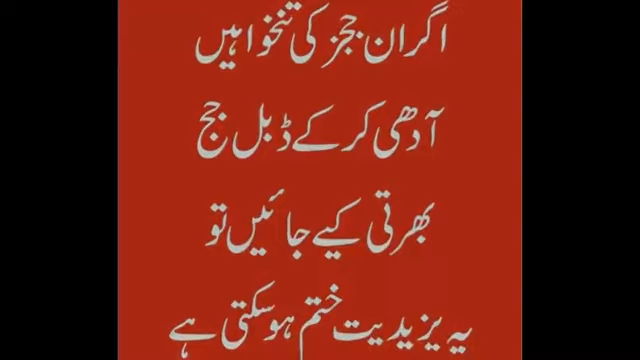 اگر ان ججز کی تنخواہیں
آدھی کر کے ڈبل جج
بھرتی کیے جائیں تو
یہ یزیدیت ختم ہو سکتی ہے